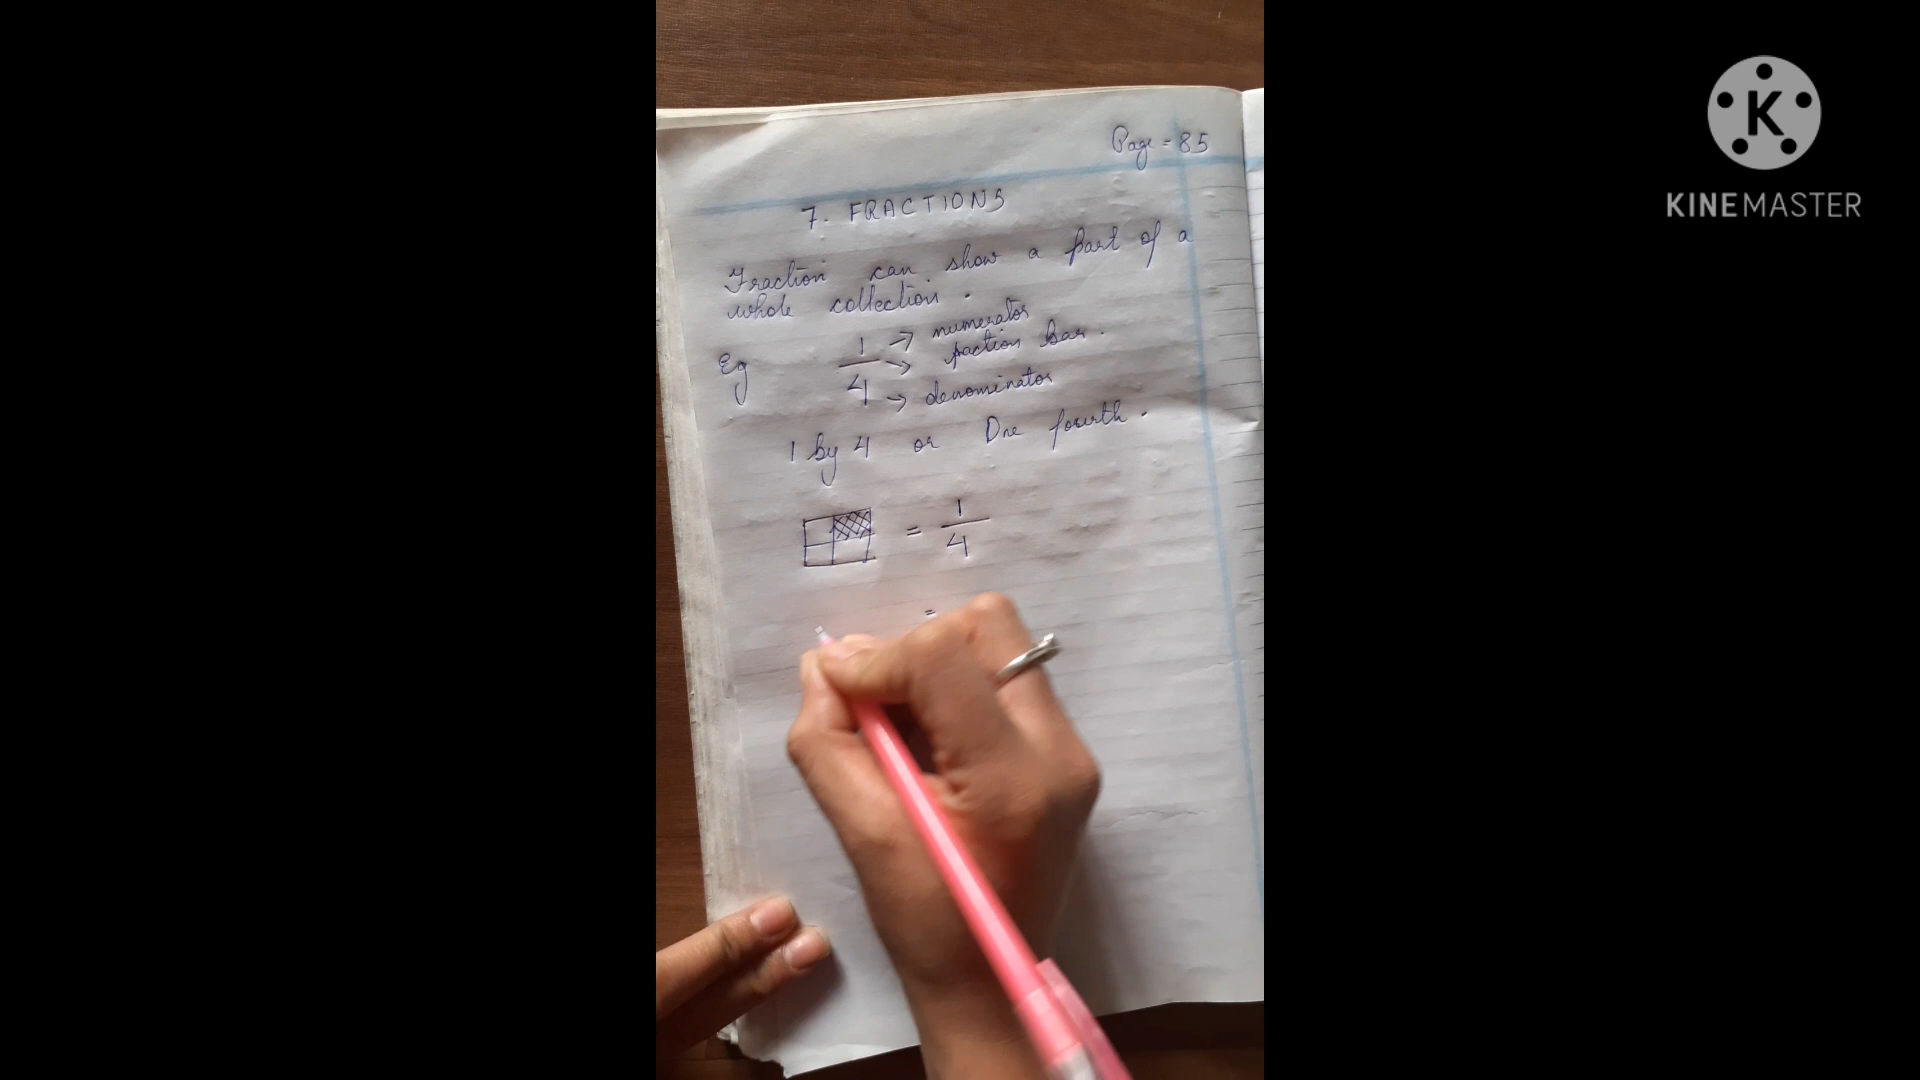 Page = 85
7. FRACTIONS
Fraction can show a part of a
whole collection.
Eg 1/4 → numerator
→ fraction Bar.
→ denominator
1 by 4 or One fourth.
= 1/4
=
K
KINEMASTER